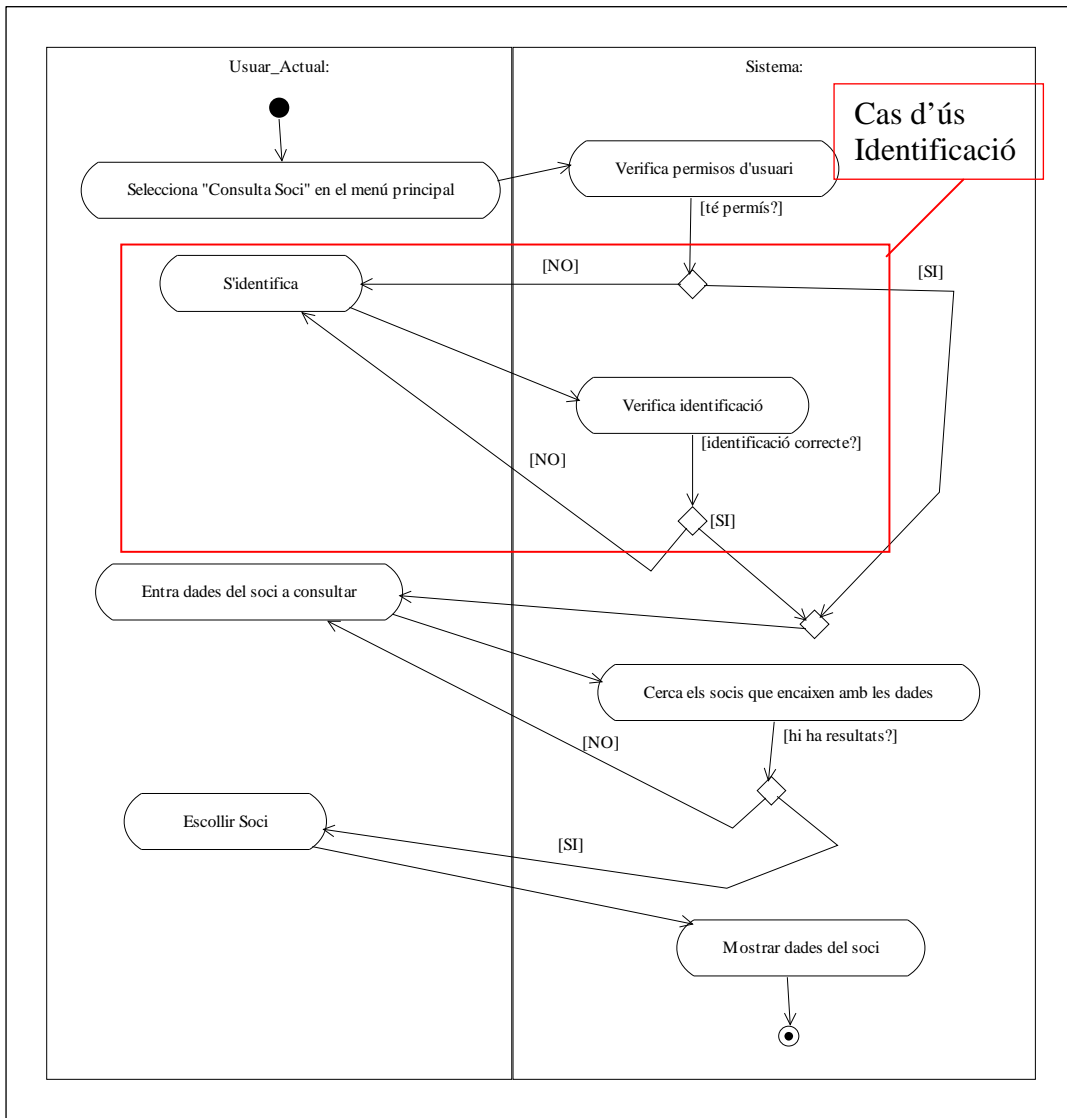 Usuar_Actual:
Sistema:
Cas d'ús
Identificació
Verifica permisos d'usuari
Selecciona "Consulta Soci" en el menú principal
[té permís?]
[NO]
[SI]
S'identifica
Verifica identificació
[identificació correcte?]
[NO]
[SI]
Entra dades del soci a consultar
Cerca els socis que encaixen amb les dades
[hi ha resultats?]
[NO]
Escollir Soci
[SI]
Mostrar dades del soci